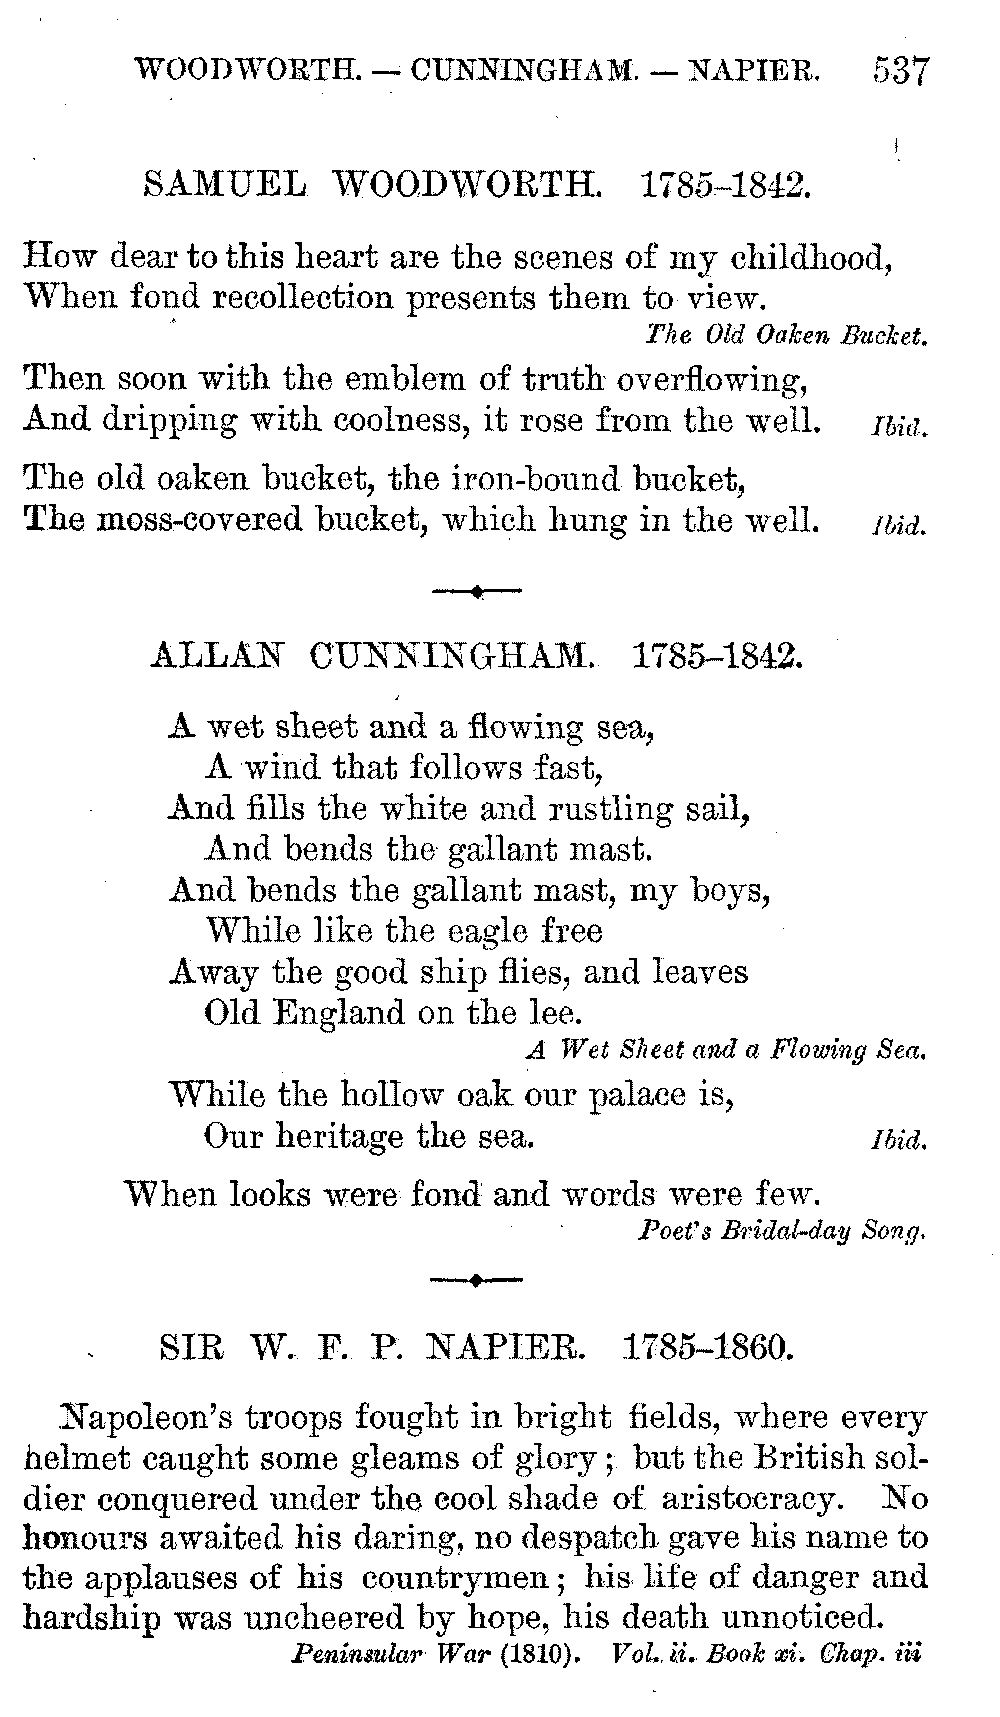 WOODWORTH. — CUNNINGHAM. — NAPIER. 537
SAMUEL WOODWORTH. 1785–1842.
How dear to this heart are the scenes of my childhood,
When fond recollection presents them to view.
The Old Oaken Bucket.
Then soon with the emblem of truth overflowing,
And dripping with coolness, it rose from the well. Ibid.
The old oaken bucket, the iron-bound bucket,
The moss-covered bucket, which hung in the well. Ibid.
ALLAN CUNNINGHAM. 1785–1842.
A wet sheet and a flowing sea,
A wind that follows fast,
And fills the white and rustling sail,
And bends the gallant mast.
And bends the gallant mast, my boys,
While like the eagle free
Away the good ship flies, and leaves
Old England on the lee.
A Wet Sheet and a Flowing Sea.
While the hollow oak our palace is,
Our heritage the sea. Ibid.
When looks were fond and words were few.
Poet's Bridal-day Song.
SIR W. F. P. NAPIER. 1785–1860.
Napoleon's troops fought in bright fields, where every
helmet caught some gleams of glory; but the British sol-
dier conquered under the cool shade of aristocracy. No
honours awaited his daring, no despatch gave his name to
the applauses of his countrymen; his life of danger and
hardship was uncheered by hope, his death unnoticed.
Peninsular War (1810). Vol. ii. Book xi. Chap. iii